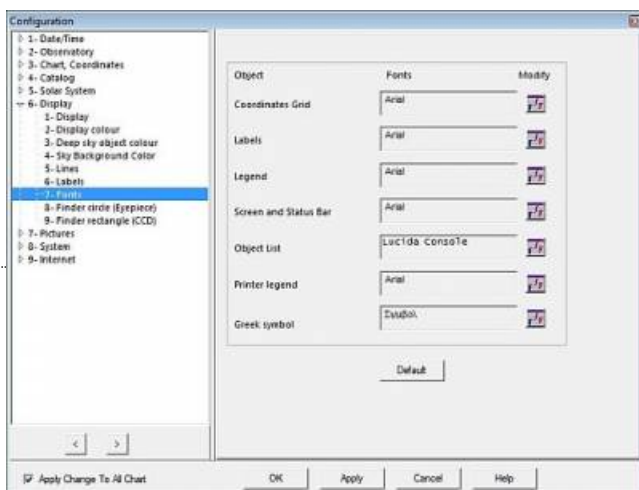 Configuration
1- Date/Time
2- Observatory
3- Chart, Coordinates
4- Catalog
5- Solar System
6- Display
1- Display
2- Display colour
3- Deep sky object colour
4- Sky Background Color
5- Lines
6- Labels
7- Fonts
8- Finder circle (Eyepiece)
9- Finder rectangle (CCD)
7- Pictures
8- System
9- Internet
< >
Object Fonts Modify
Coordinates Grid Arial
Labels Arial
Legend Arial
Screen and Status Bar Arial
Object List Lucida Console
Printer legend Arial
Greek symbol Σψμβολ
Default
Apply Change To All Chart OK Apply Cancel Help